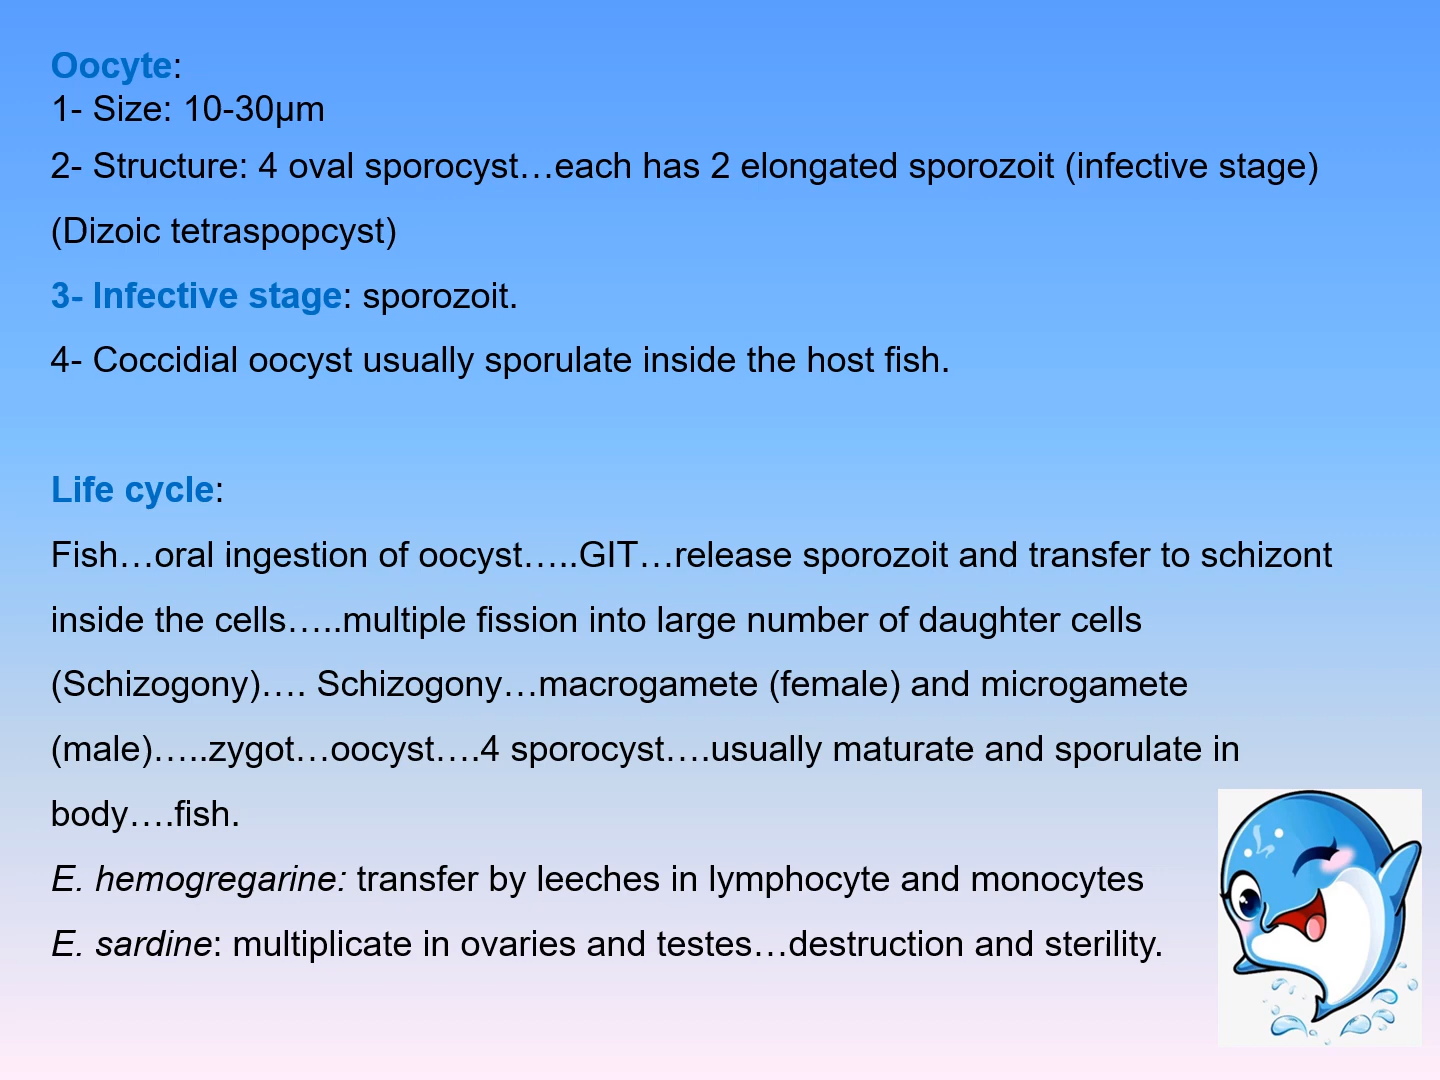 Oocyte:
1- Size: 10-30μm
2- Structure: 4 oval sporocyst…each has 2 elongated sporozoit (infective stage)
(Dizoic tetraspopcyst)
3- Infective stage: sporozoit.
4- Coccidial oocyst usually sporulate inside the host fish.
Life cycle:
Fish…oral ingestion of oocyst…..GIT…release sporozoit and transfer to schizont
inside the cells…..multiple fission into large number of daughter cells
(Schizogony)…. Schizogony…macrogamete (female) and microgamete
(male)…..zygot…oocyst….4 sporocyst….usually maturate and sporulate in
body….fish.
E. hemogregarine: transfer by leeches in lymphocyte and monocytes
E. sardine: multiplicate in ovaries and testes…destruction and sterility.